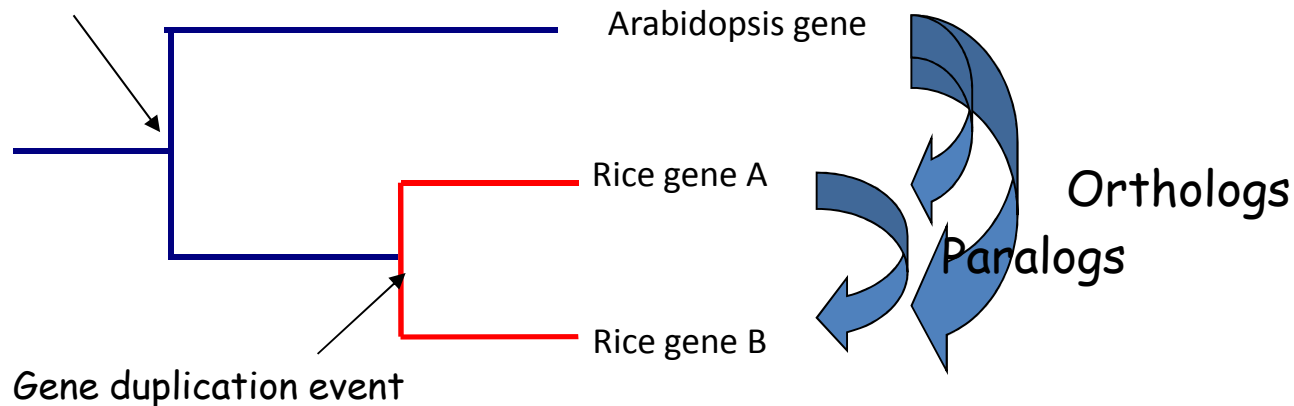 Arabidopsis gene
Rice gene A
Orthologs
Paralogs
Rice gene B
Gene duplication event